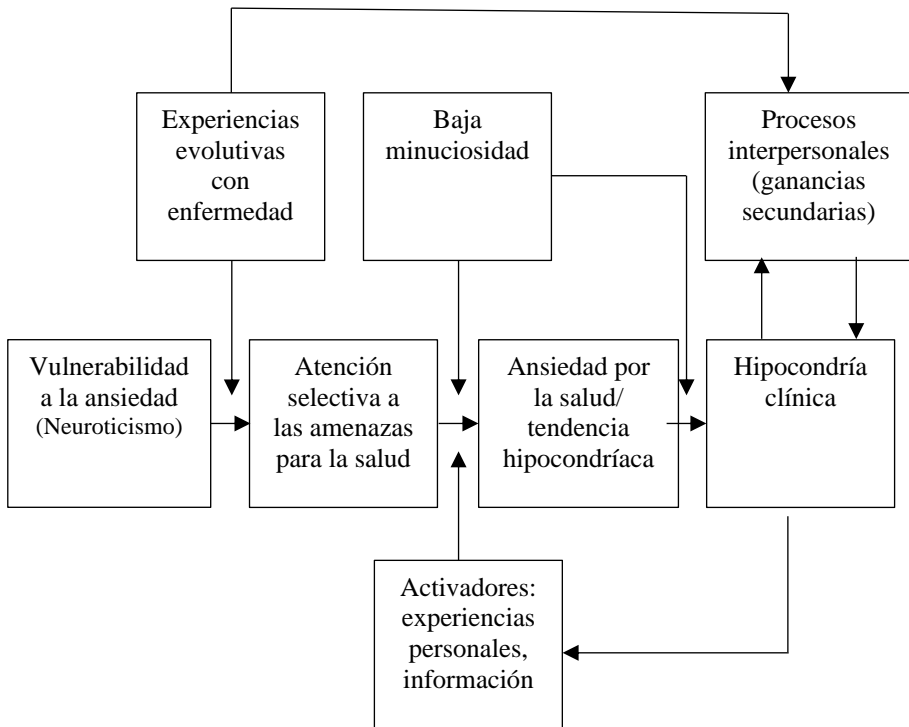 Experiencias
evolutivas
con
enfermedad
Baja
minuciosidad
Procesos
interpersonales
(ganancias
secundarias)
Vulnerabilidad
a la ansiedad
(Neuroticismo)
Atención
selectiva a
las amenazas
para la salud
Ansiedad por
la salud/
tendencia
hipocondríaca
Hipocondría
clínica
Activadores:
experiencias
personales,
información